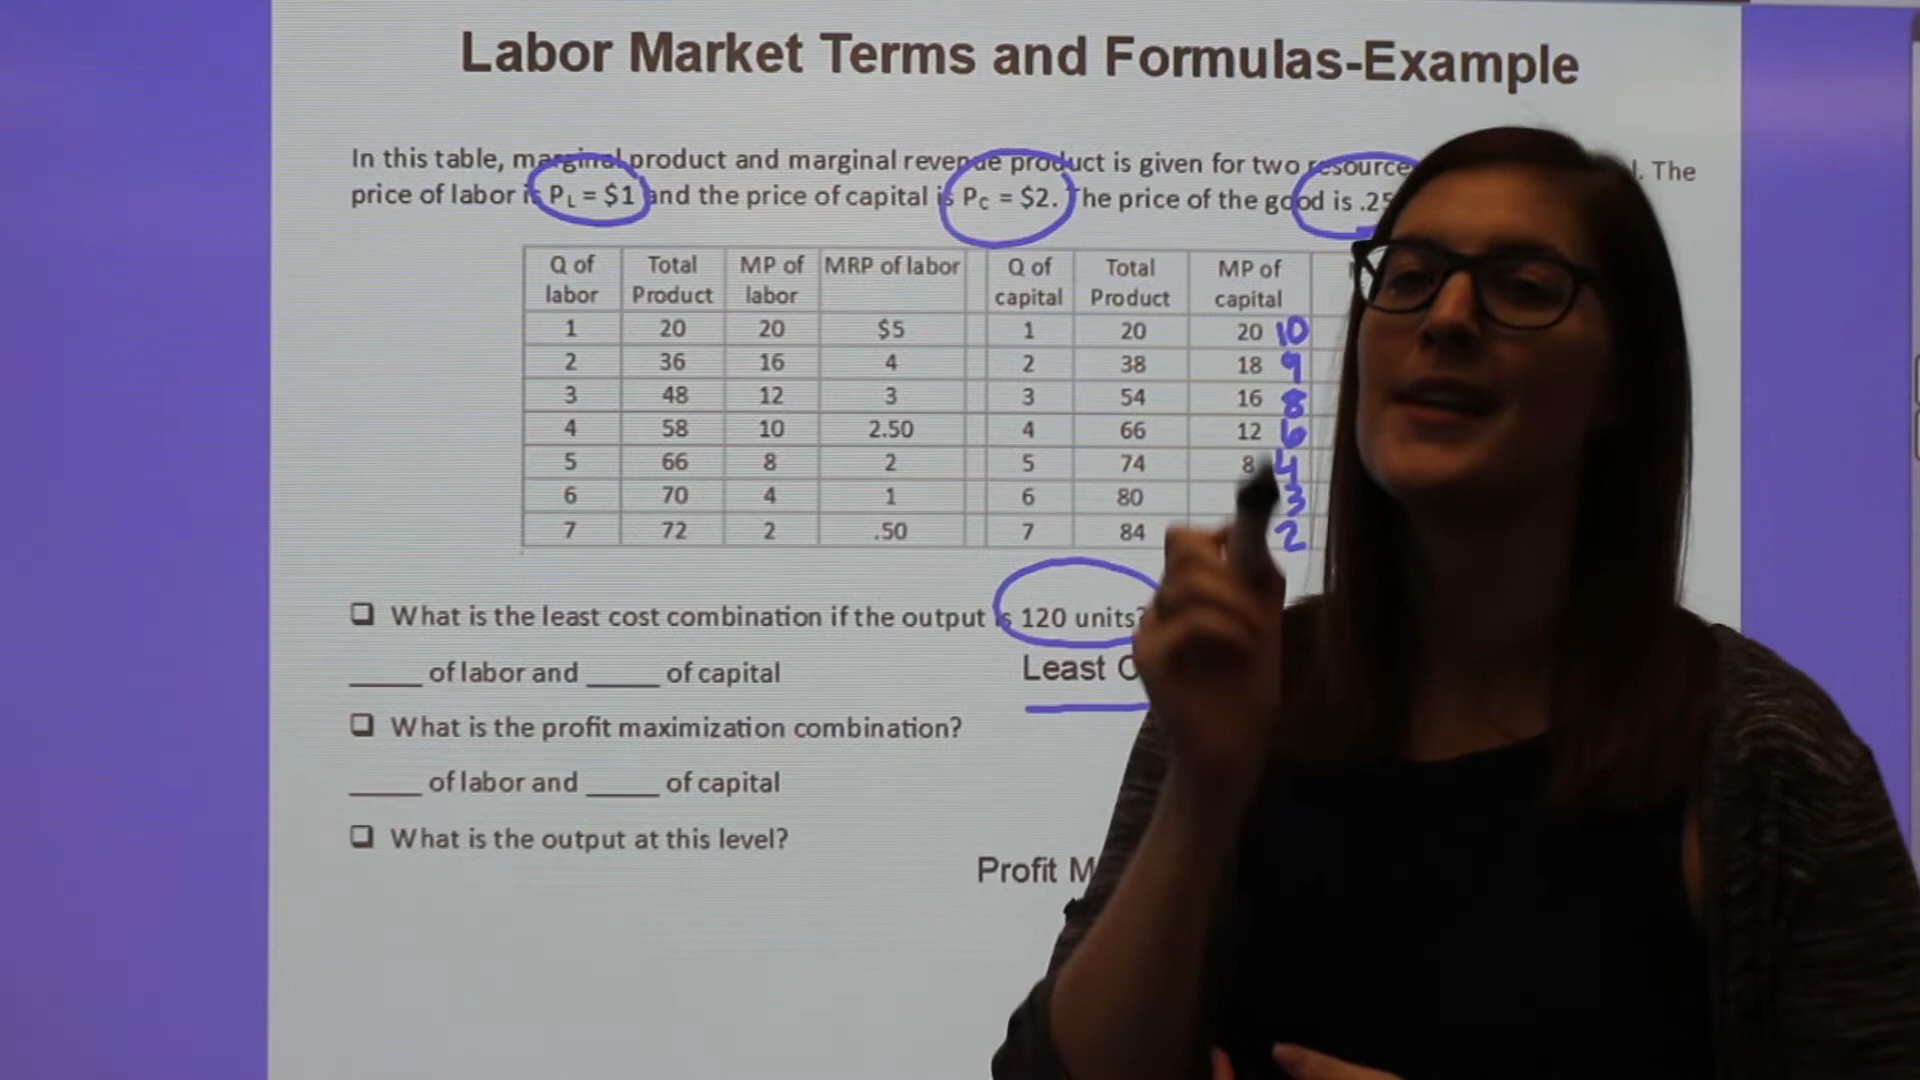 Labor Market Terms and Formulas-Example
In this table, marginal product and marginal revenue product is given for two resource l. The
price of labor is PL = $1 and the price of capital is PC = $2. The price of the good is .25
Q of labor Total Product MP of labor MRP of labor Q of capital Total Product MP of capital
1 20 20 $5 1 20 20 10
2 36 16 4 2 38 18 9
3 48 12 3 3 54 16 8
4 58 10 2.50 4 66 12 6
5 66 8 2 5 74 8 4
6 70 4 1 6 80 3
7 72 2 .50 7 84 2
❑ What is the least cost combination if the output is 120 units?
_____ of labor and _____ of capital
Least C
❑ What is the profit maximization combination?
_____ of labor and _____ of capital
❑ What is the output at this level?
Profit M